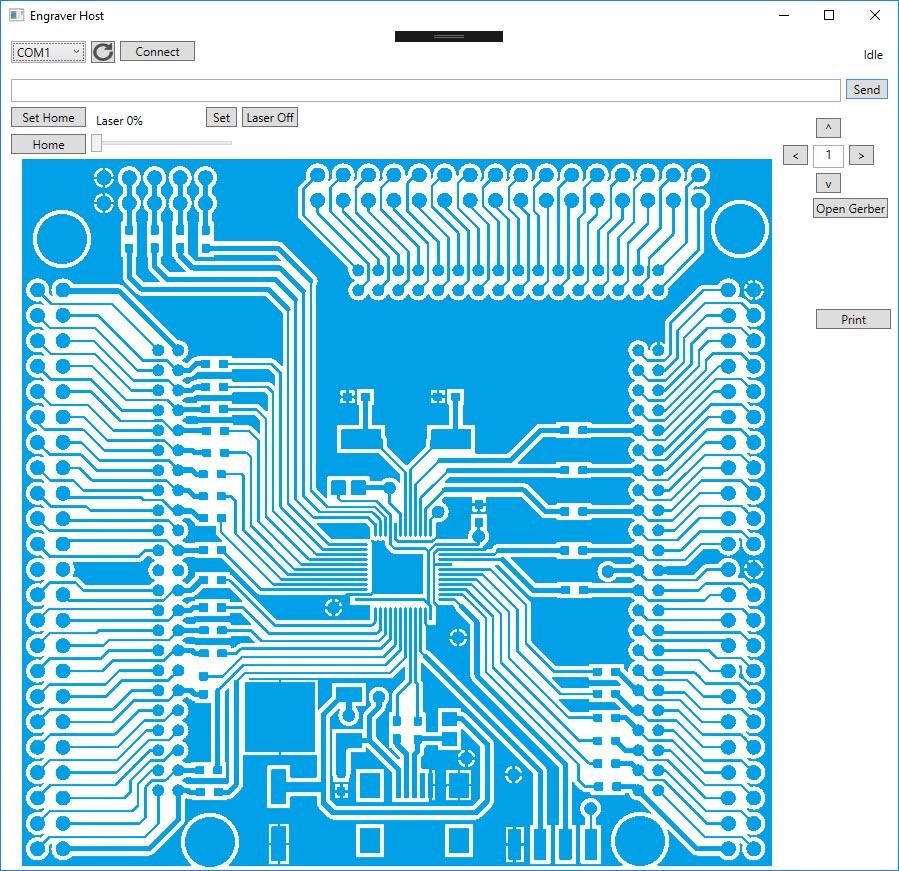 Engraver Host
COM1
Connect
Idle
Send
Set Home
Laser 0%
Set
Laser Off
Home
^
<
1
>
v
Open Gerber
Print